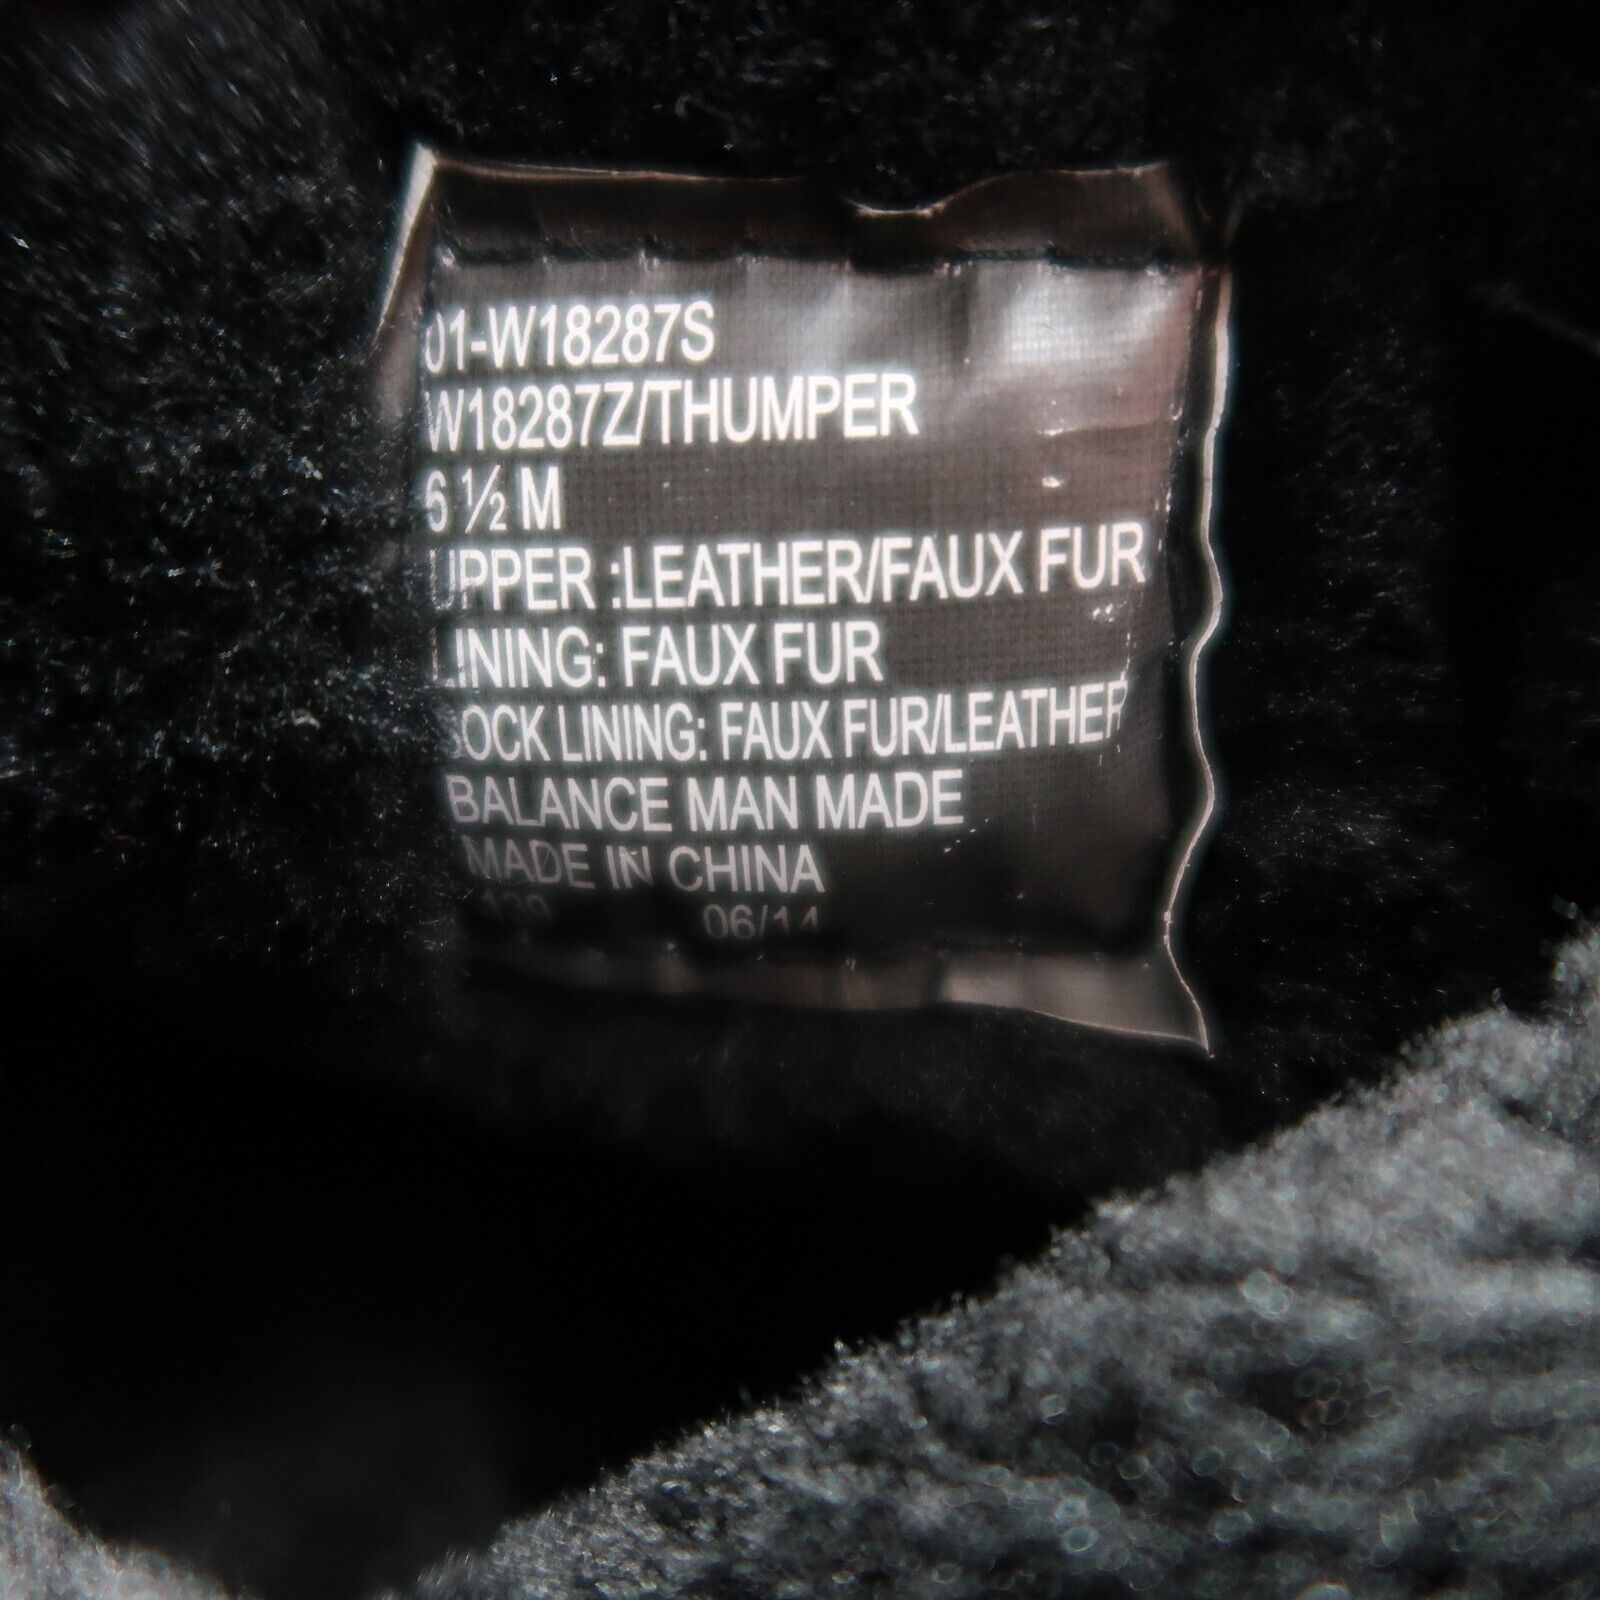 01-W18287S
W18287Z/THUMPER
6 ½ M
UPPER :LEATHER/FAUX FUR
LINING: FAUX FUR
SOCK LINING: FAUX FUR/LEATHER
BALANCE MAN MADE
MADE IN CHINA
139 06/14